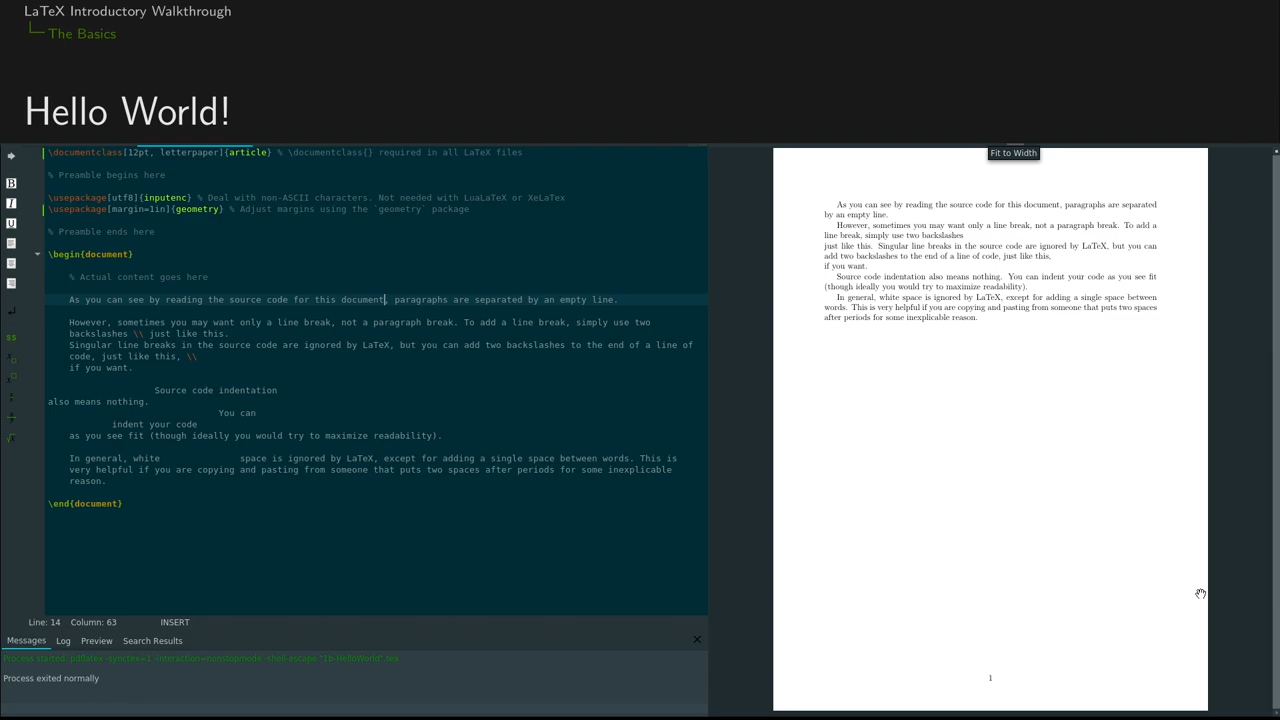 LaTeX Introductory Walkthrough
The Basics
Hello World!
\documentclass[12pt, letterpaper]{article} % \documentclass{} required in all LaTeX files
% Preamble begins here
\usepackage[utf8]{inputenc} % Deal with non-ASCII characters. Not needed with LuaLaTeX or XeLaTex
\usepackage[margin=1in]{geometry} % Adjust margins using the `geometry` package
% Preamble ends here
\begin{document}
% Actual content goes here
As you can see by reading the source code for this document, paragraphs are separated by an empty line.
However, sometimes you may want only a line break, not a paragraph break. To add a line break, simply use two
backslashes \\ just like this.
Singular line breaks in the source code are ignored by LaTeX, but you can add two backslashes to the end of a line of
code, just like this, \\
if you want.
Source code indentation
also means nothing.
You can
indent your code
as you see fit (though ideally you would try to maximize readability).
In general, white space is ignored by LaTeX, except for adding a single space between words. This is
very helpful if you are copying and pasting from someone that puts two spaces after periods for some inexplicable
reason.
\end{document}
Line: 14 Column: 63 INSERT
Messages Log Preview Search Results
Process started: pdflatex -synctex=1 -interaction=nonstopmode -shell-escape "1b-HelloWorld".tex
Process exited normally
Fit to Width
As you can see by reading the source code for this document, paragraphs are separated
by an empty line.
However, sometimes you may want only a line break, not a paragraph break. To add a
line break, simply use two backslashes
just like this. Singular line breaks in the source code are ignored by LaTeX, but you can
add two backslashes to the end of a line of code, just like this,
if you want.
Source code indentation also means nothing. You can indent your code as you see fit
(though ideally you would try to maximize readability).
In general, white space is ignored by LaTeX, except for adding a single space between
words. This is very helpful if you are copying and pasting from someone that puts two spaces
after periods for some inexplicable reason.
1